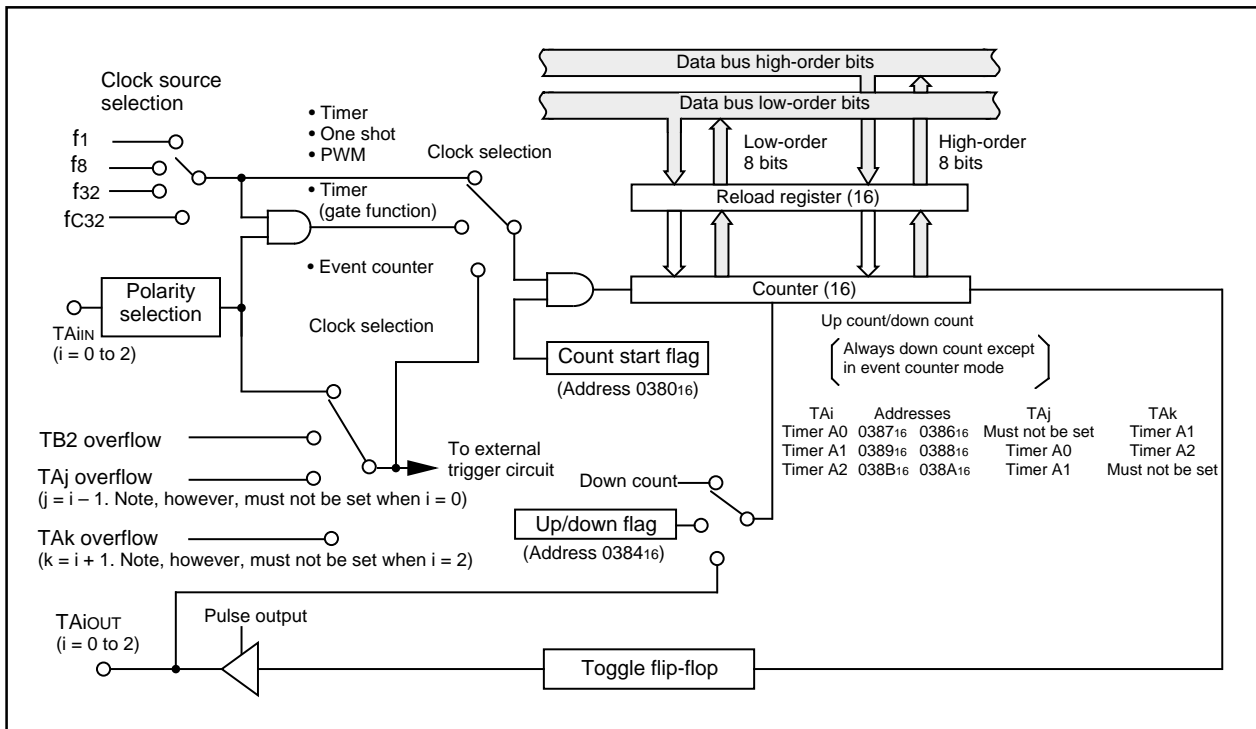 Data bus high-order bits
Data bus low-order bits
Clock source
selection
f1
f8
f32
fC32
• Timer
• One shot
• PWM
Clock selection
• Timer
(gate function)
Low-order
8 bits
High-order
8 bits
Reload register (16)
• Event counter
Polarity
selection
Counter (16)
TAiIN
(i = 0 to 2)
Clock selection
Up count/down count
Always down count except
in event counter mode
Count start flag
(Address 038016)
TAi Addresses TAj TAk
Timer A0 038716 038616 Must not be set Timer A1
Timer A1 038916 038816 Timer A0 Timer A2
Timer A2 038B16 038A16 Timer A1 Must not be set
TB2 overflow
To external
trigger circuit
TAj overflow
(j = i – 1. Note, however, must not be set when i = 0)
Down count
TAk overflow
(k = i + 1. Note, however, must not be set when i = 2)
Up/down flag
(Address 038416)
TAiOUT
(i = 0 to 2)
Pulse output
Toggle flip-flop